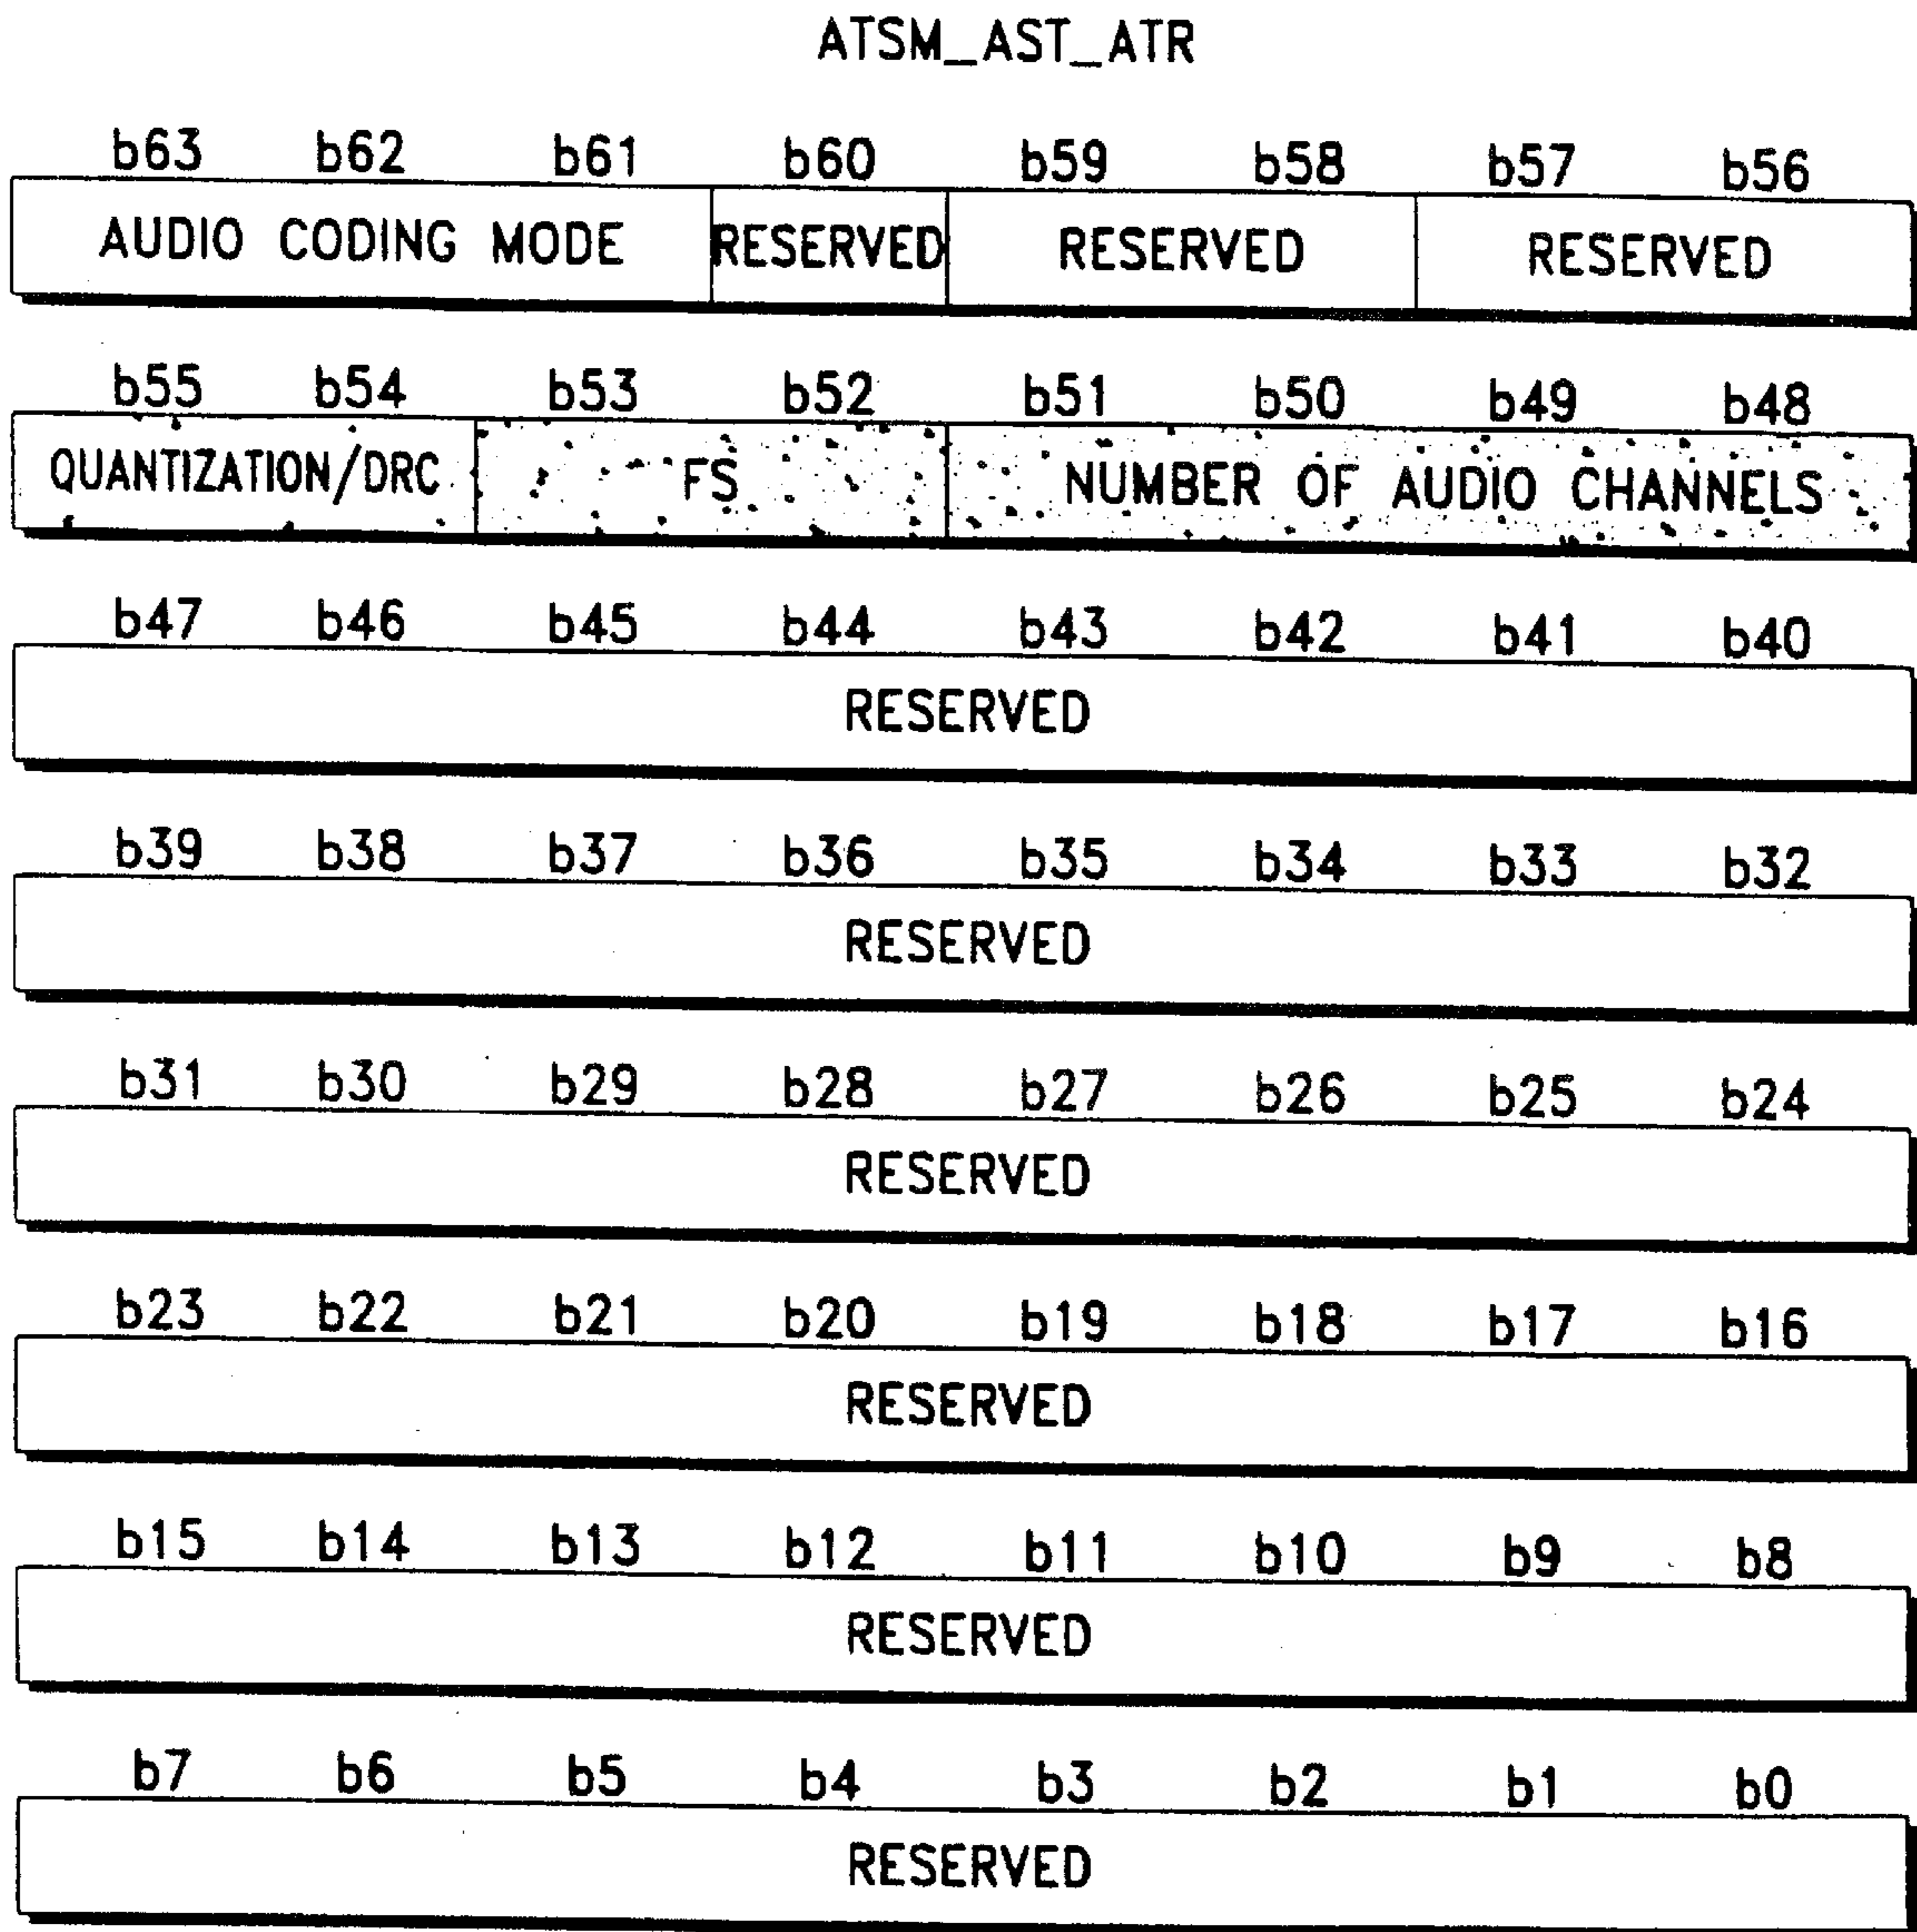 ATSM_AST_ATR
b63 b62 b61 b60 b59 b58 b57 b56
AUDIO CODING MODE RESERVED RESERVED RESERVED
b55 b54 b53 b52 b51 b50 b49 b48
QUANTIZATION/DRC FS NUMBER OF AUDIO CHANNELS
b47 b46 b45 b44 b43 b42 b41 b40
RESERVED
b39 b38 b37 b36 b35 b34 b33 b32
RESERVED
b31 b30 b29 b28 b27 b26 b25 b24
RESERVED
b23 b22 b21 b20 b19 b18 b17 b16
RESERVED
b15 b14 b13 b12 b11 b10 b9 b8
RESERVED
b7 b6 b5 b4 b3 b2 b1 b0
RESERVED